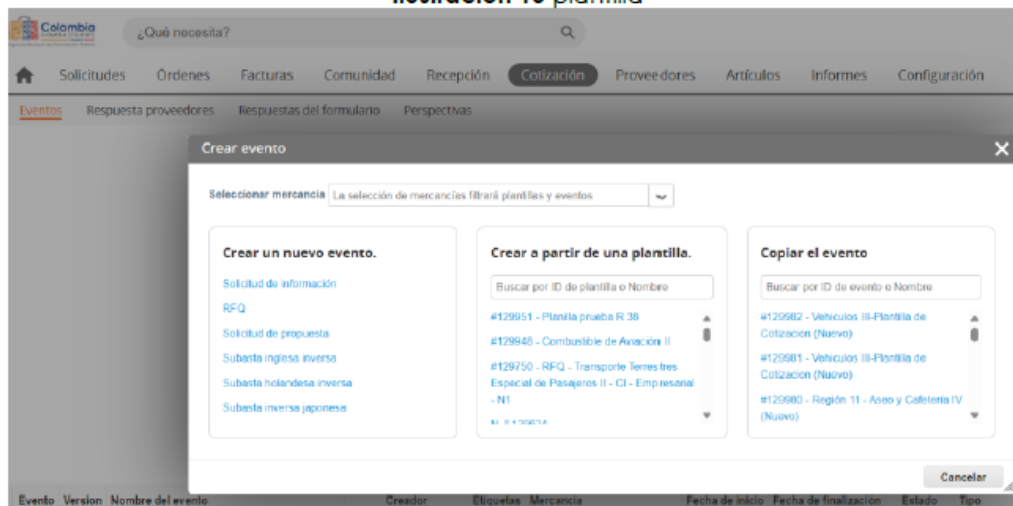 Ilustración 10 plantilla
Colombia
¿Qué necesita?
Solicitudes Órdenes Facturas Comunidad Recepción Cotización Proveedores Artículos Informes Configuración
Eventos Respuesta proveedores Respuestas del formulario Perspectivas
Crear evento
Seleccionar mercancia La selección de mercancías filtrará plantillas y eventos
Crear un nuevo evento.
Solicitud de información
RFQ
Solicitud de propuesta
Subasta inglesa inversa
Subasta holandesa inversa
Subasta inversa japonesa
Crear a partir de una plantilla.
Buscar por ID de plantilla o Nombre
#129951 - Planilla prueba R 38
#129948 - Combustible de Aviación II
#129750 - RFQ - Transporte Terrestres
Especial de Pasajeros II - CI - Empresarial
- N1
Copiar el evento
Buscar por ID de evento o Nombre
#129982 - Vehiculos III-Plantilla de
Cotizacion (Nuevo)
#129981 - Vehiculos III-Plantilla de
Cotizacion (Nuevo)
#129980 - Región 11 - Aseo y Cafetería IV
(Nuevo)
Cancelar
Evento Version Nombre del evento Creador Etiquetas Mercancia Fecha de inicio Fecha de finalización Estado Tipo